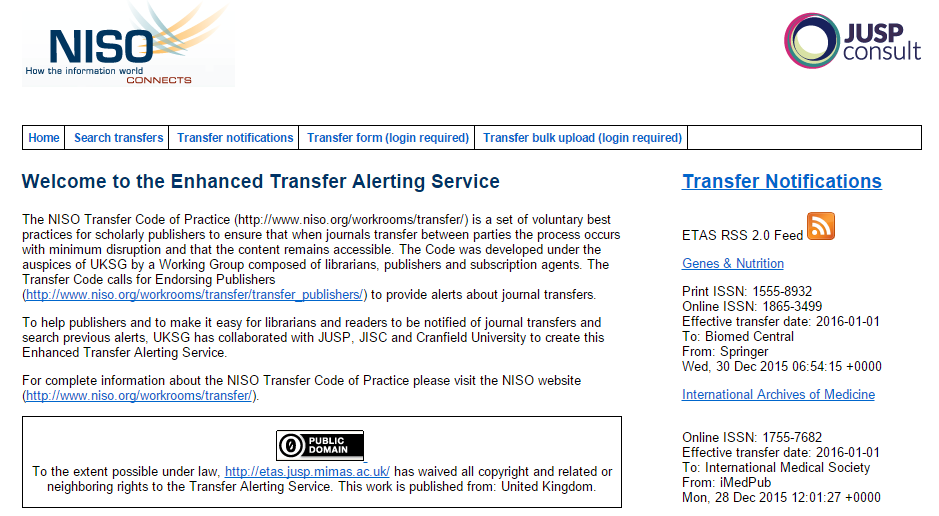 NISO
How the information world
CONNECTS
JUSP
consult
Home
Search transfers
Transfer notifications
Transfer form (login required)
Transfer bulk upload (login required)
Welcome to the Enhanced Transfer Alerting Service
The NISO Transfer Code of Practice (http://www.niso.org/workrooms/transfer/) is a set of voluntary best
practices for scholarly publishers to ensure that when journals transfer between parties the process occurs
with minimum disruption and that the content remains accessible. The Code was developed under the
auspices of UKSG by a Working Group composed of librarians, publishers and subscription agents. The
Transfer Code calls for Endorsing Publishers
(http://www.niso.org/workrooms/transfer/transfer_publishers/) to provide alerts about journal transfers.
To help publishers and to make it easy for librarians and readers to be notified of journal transfers and
search previous alerts, UKSG has collaborated with JUSP, JISC and Cranfield University to create this
Enhanced Transfer Alerting Service.
For complete information about the NISO Transfer Code of Practice please visit the NISO website
(http://www.niso.org/workrooms/transfer/).
0 PUBLIC
DOMAIN
To the extent possible under law, http://etas.jusp.mimas.ac.uk/ has waived all copyright and related or
neighboring rights to the Transfer Alerting Service. This work is published from: United Kingdom.
Transfer Notifications
ETAS RSS 2.0 Feed
Genes & Nutrition
Print ISSN: 1555-8932
Online ISSN: 1865-3499
Effective transfer date: 2016-01-01
To: Biomed Central
From: Springer
Wed, 30 Dec 2015 06:54:15 +0000
International Archives of Medicine
Online ISSN: 1755-7682
Effective transfer date: 2016-01-01
To: International Medical Society
From: iMedPub
Mon, 28 Dec 2015 12:01:27 +0000